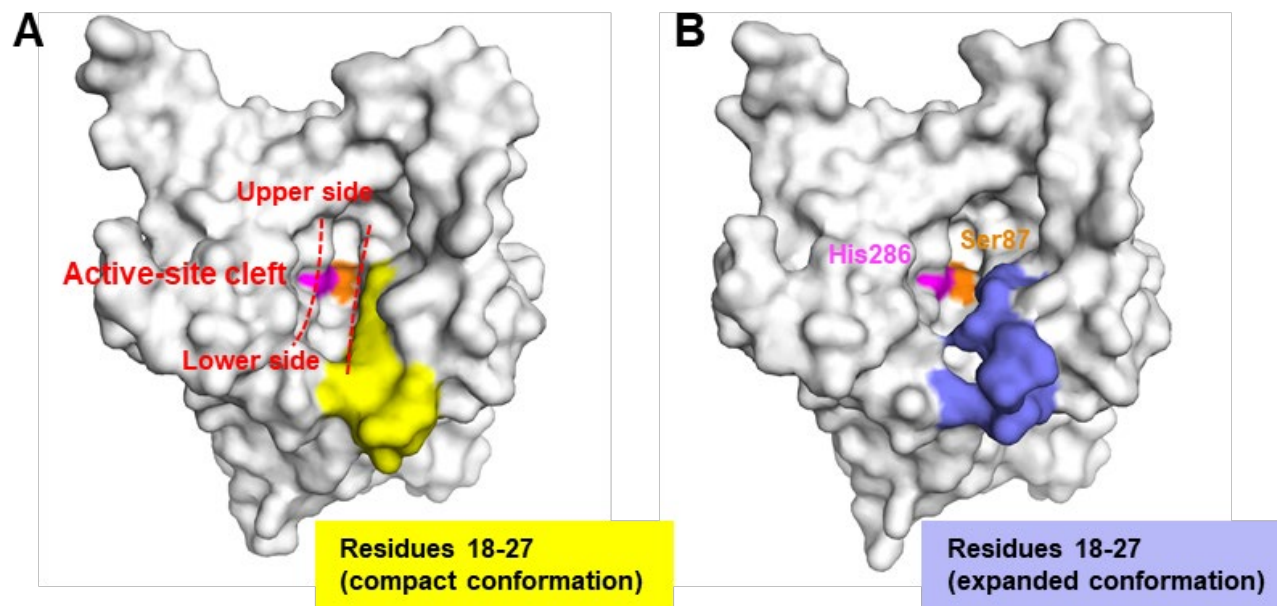 A
Upper side
Active-site cleft
Lower side
Residues 18-27
(compact conformation)
B
His286
Ser87
Residues 18-27
(expanded conformation)